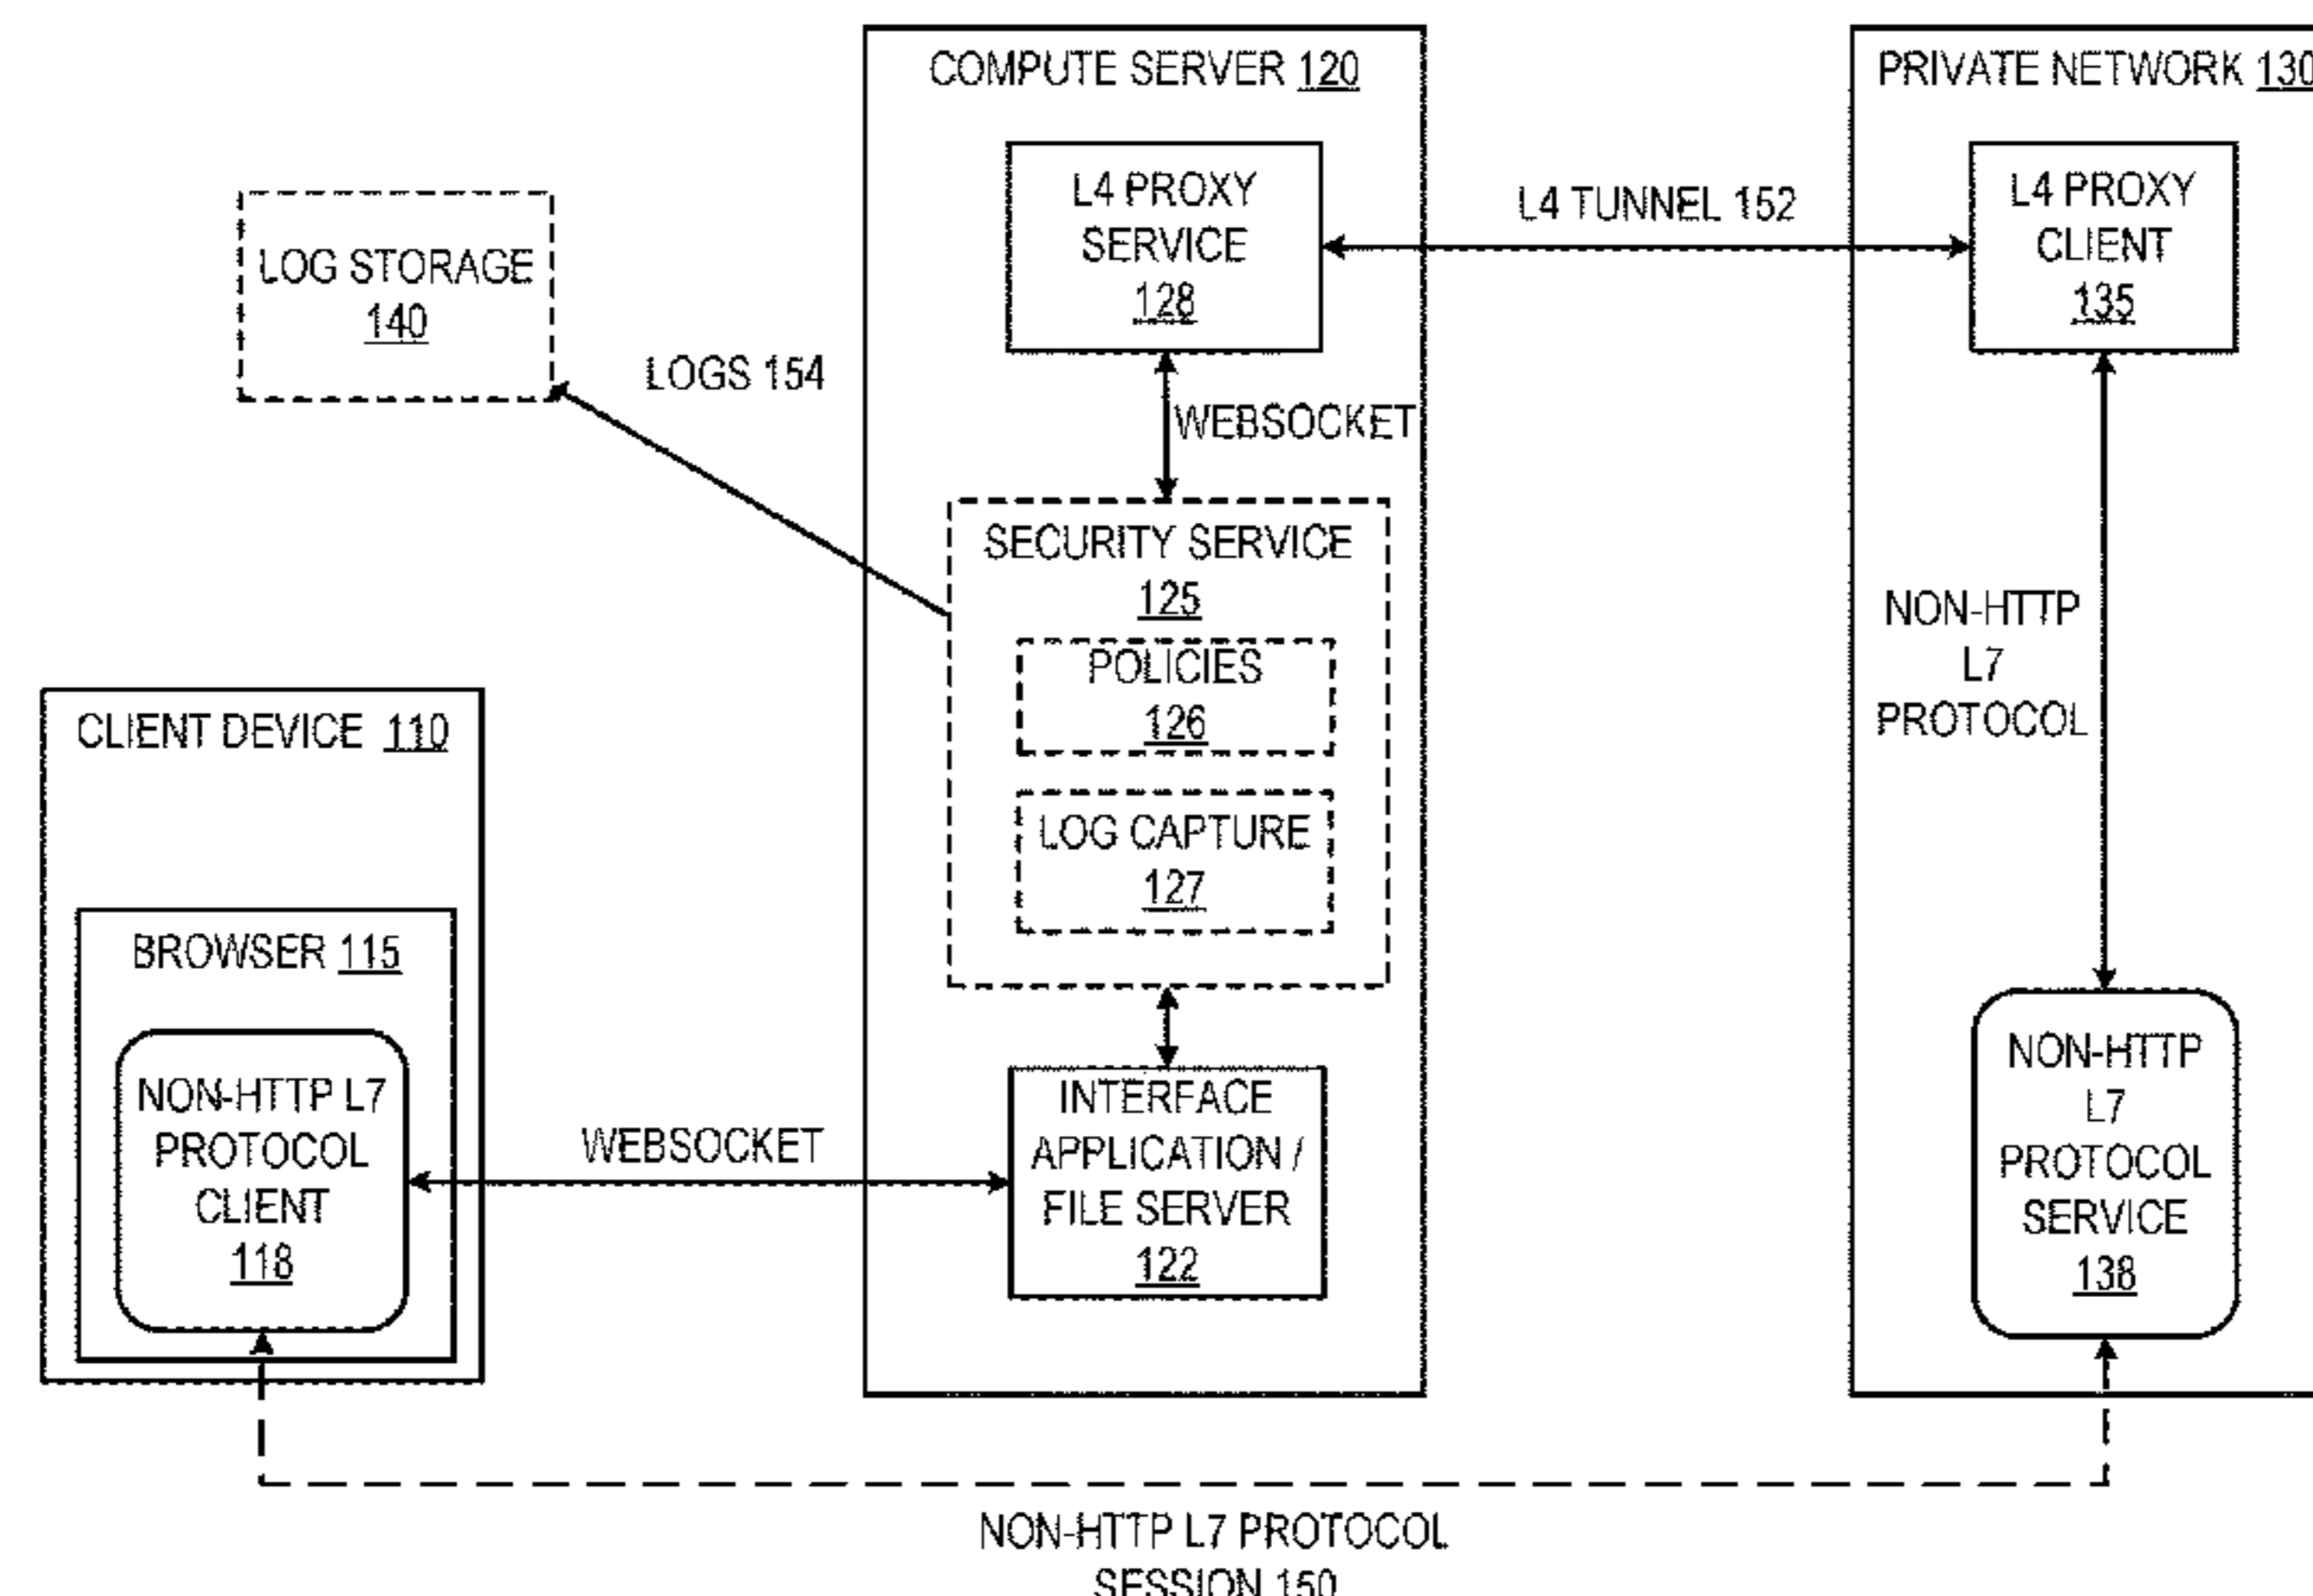 COMPUTE SERVER 120
PRIVATE NETWORK 130
L4 PROXY
SERVICE
128
L4 TUNNEL 152
L4 PROXY
CLIENT
135
LOG STORAGE
140
LOGS 154
WEBSOCKET
SECURITY SERVICE
125
POLICIES
126
LOG CAPTURE
127
NON-HTTP
L7
PROTOCOL
CLIENT DEVICE 110
BROWSER 115
NON-HTTP L7
PROTOCOL
CLIENT
118
WEBSOCKET
INTERFACE
APPLICATION /
FILE SERVER
122
NON-HTTP
L7
PROTOCOL
SERVICE
138
NON-HTTP L7 PROTOCOL
SESSION 150